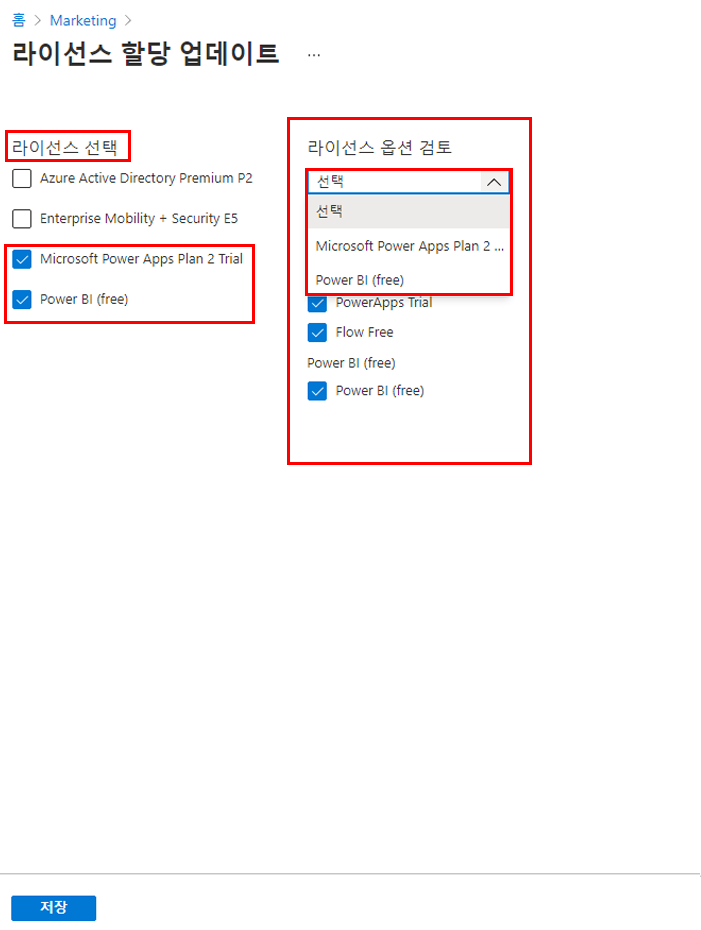 홈 > Marketing >
라이선스 할당 업데이트 ...
라이선스 선택
Azure Active Directory Premium P2
Enterprise Mobility + Security E5
Microsoft Power Apps Plan 2 Trial
Power BI (free)
라이선스 옵션 검토
선택
선택
Microsoft Power Apps Plan 2 ...
Power BI (free)
PowerApps Trial
Flow Free
Power BI (free)
Power BI (free)
저장